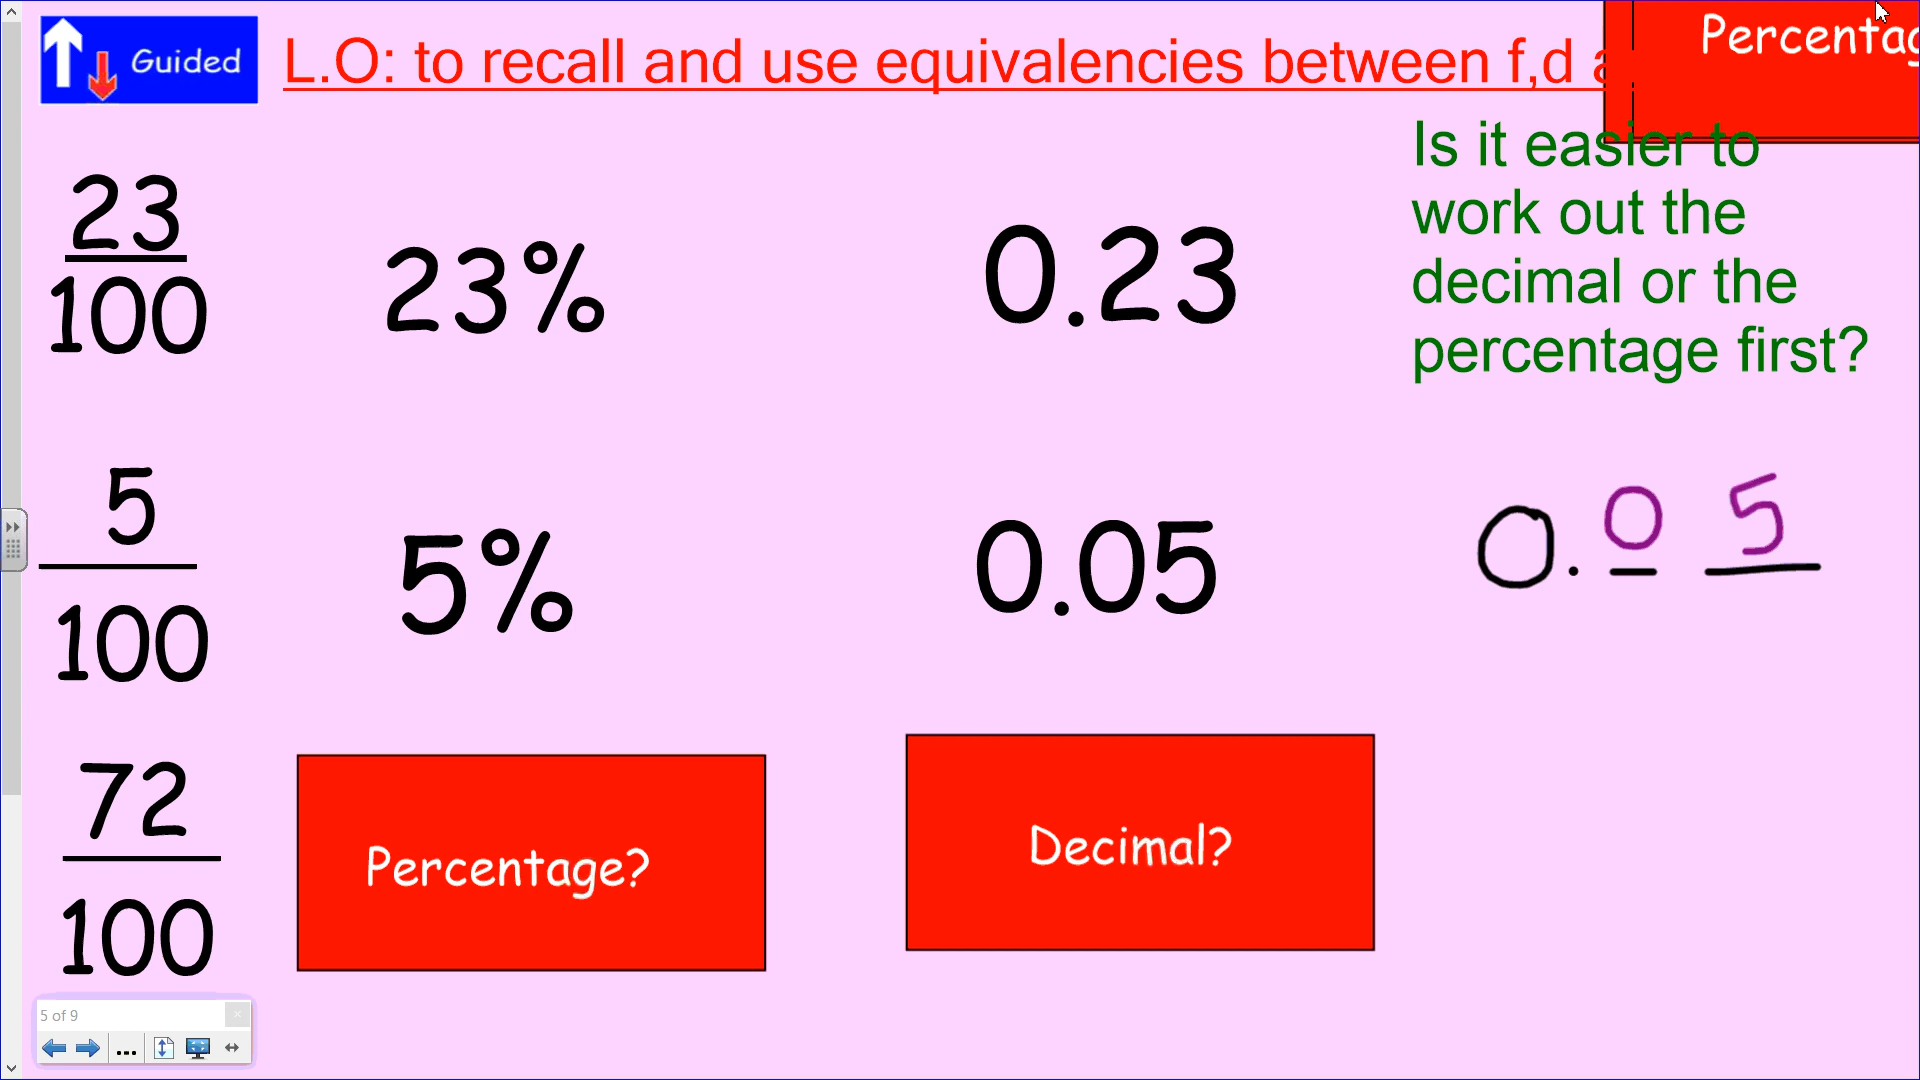 Guided
L.O: to recall and use equivalencies between f,d
Percentag
Is it easier to
work out the
decimal or the
percentage first?
23
100
23%
0.23
5
100
5%
0.05
0.05
72
100
Percentage?
Decimal?
5 of 9
...